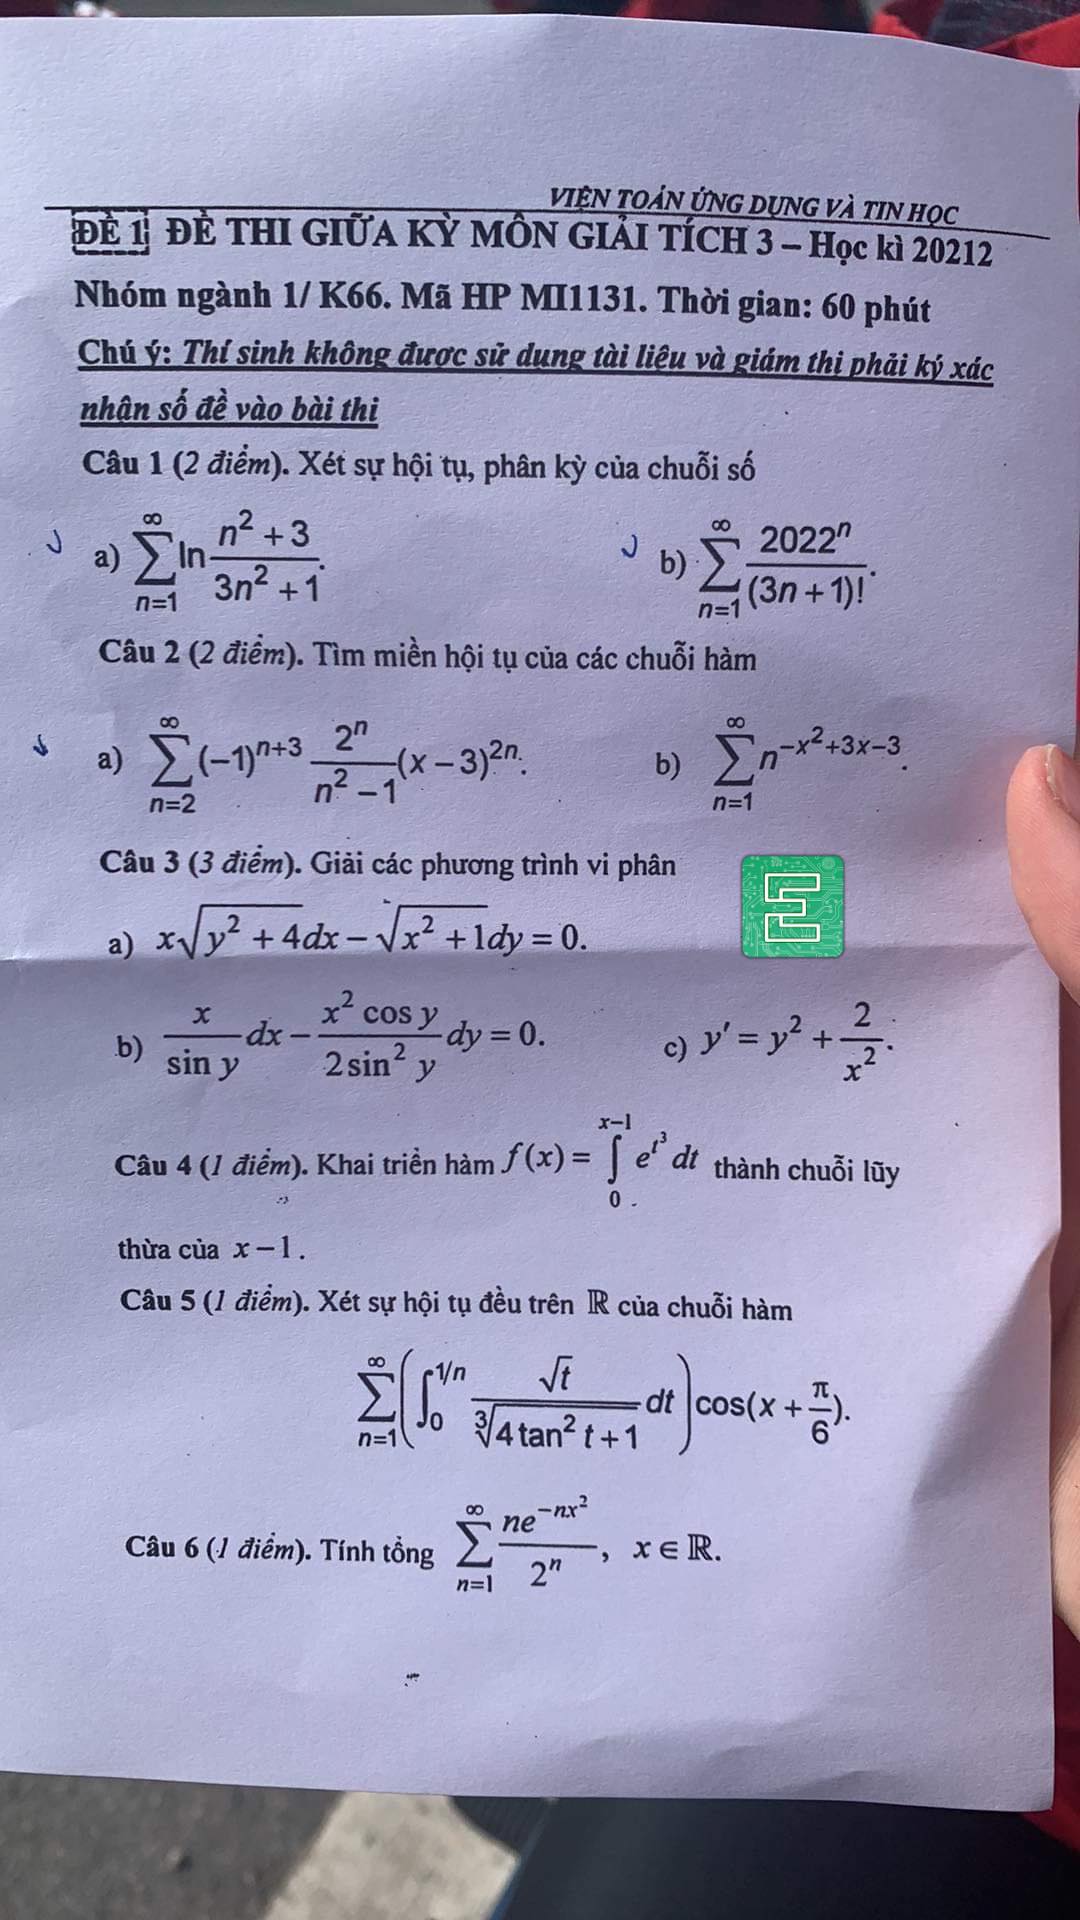 VIỆN TOÁN ỨNG DỤNG VÀ TIN HỌC
ĐỀ 1 ĐỀ THI GIỮA KỲ MÔN GIẢI TÍCH 3 – Học kì 20212
Nhóm ngành 1/ K66. Mã HP MI1131. Thời gian: 60 phút
Chú ý: Thí sinh không được sử dụng tài liệu và giám thị phải ký xác
nhận số đề vào bài thi
Câu 1 (2 điểm). Xét sự hội tụ, phân kỳ của chuỗi số
a) $\sum_{n=1}^{\infty} \ln \frac{n^2+3}{3n^2+1}.$ b) $\sum_{n=1}^{\infty} \frac{2022^n}{(3n+1)!}.$
Câu 2 (2 điểm). Tìm miền hội tụ của các chuỗi hàm
a) $\sum_{n=2}^{\infty} (-1)^{n+3} \frac{2^n}{n^2-1} (x-3)^{2n}.$ b) $\sum_{n=1}^{\infty} n^{-x^2+3x-3}.$
Câu 3 (3 điểm). Giải các phương trình vi phân
a) $x\sqrt{y^2+4}dx - \sqrt{x^2+1}dy = 0.$
E
b) $\frac{x}{\sin y}dx - \frac{x^2 \cos y}{2\sin^2 y}dy = 0.$ c) $y' = y^2 + \frac{2}{x^2}.$
Câu 4 (1 điểm). Khai triển hàm $f(x) = \int_{0}^{x-1} e^{t^3} dt$ thành chuỗi lũy
thừa của $x-1$.
Câu 5 (1 điểm). Xét sự hội tụ đều trên ℝ của chuỗi hàm
$\sum_{n=1}^{\infty} \left( \int_0^{1/n} \frac{\sqrt{t}}{\sqrt[3]{4\tan^2 t+1}} dt \right) \cos(x+\frac{\pi}{6}).$
Câu 6 (1 điểm). Tính tổng $\sum_{n=1}^{\infty} \frac{ne^{-nx^2}}{2^n}, \; x \in ℝ.$